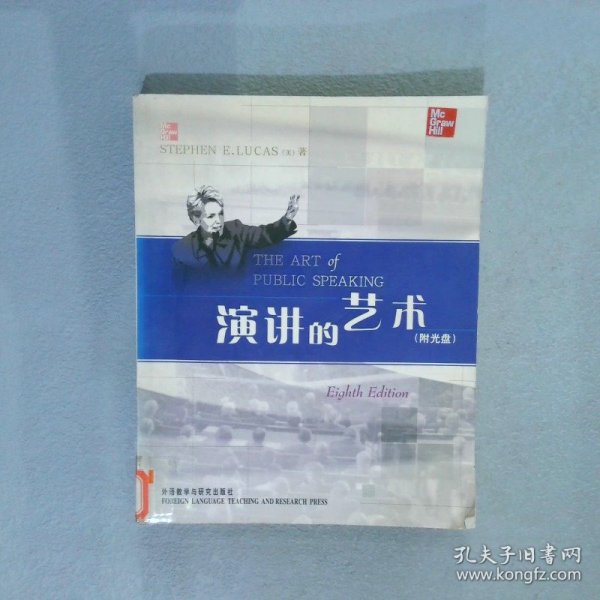 Mc
Graw
Hill
Mc
Graw
Hill
STEPHEN E.LUCAS (美) 著
THE ART of
PUBLIC SPEAKING
演讲的艺术
(附光盘)
Eighth Edition
外语教学与研究出版社
FOREIGN LANGUAGE TEACHING AND RESEARCH PRESS
孔夫子旧书网
www.kongfz.com